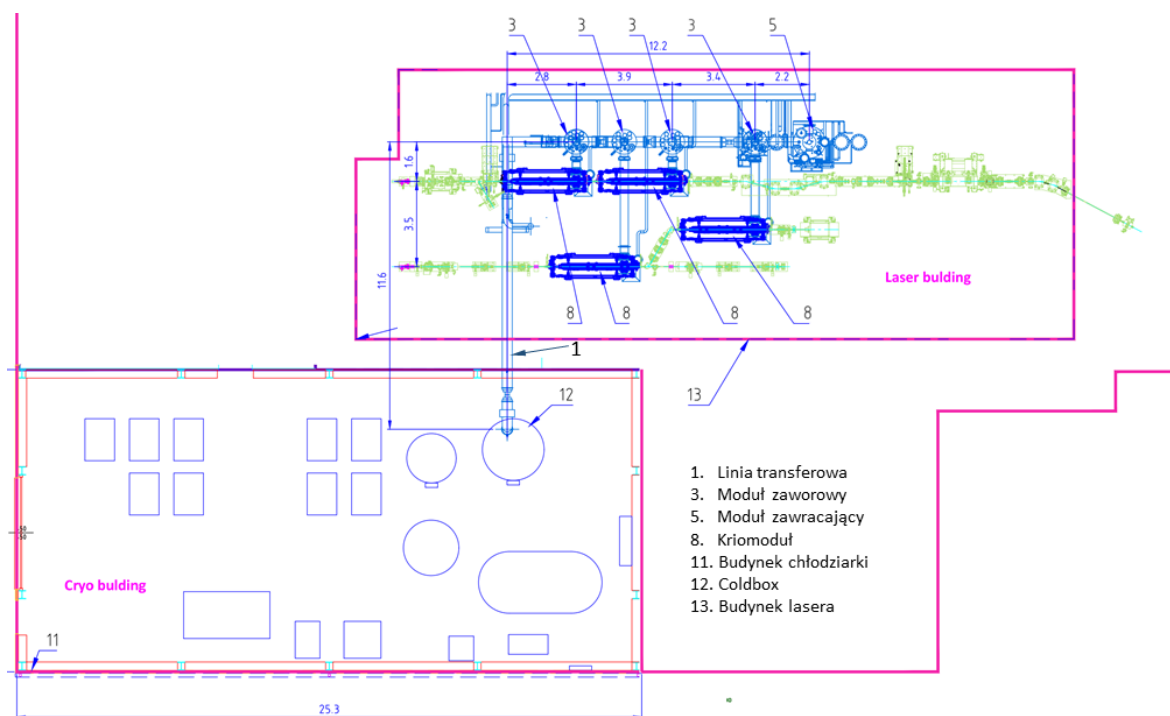 3 3 3 3 5
12.2
2.8 3.9 3.4 2.2
1.6
3.5
11.6
Laser bulding
8 8 8 8
1
13
12
1. Linia transferowa
3. Moduł zaworowy
5. Moduł zawracający
8. Kriomoduł
11. Budynek chłodziarki
12. Coldbox
13. Budynek lasera
Cryo bulding
11
25.3